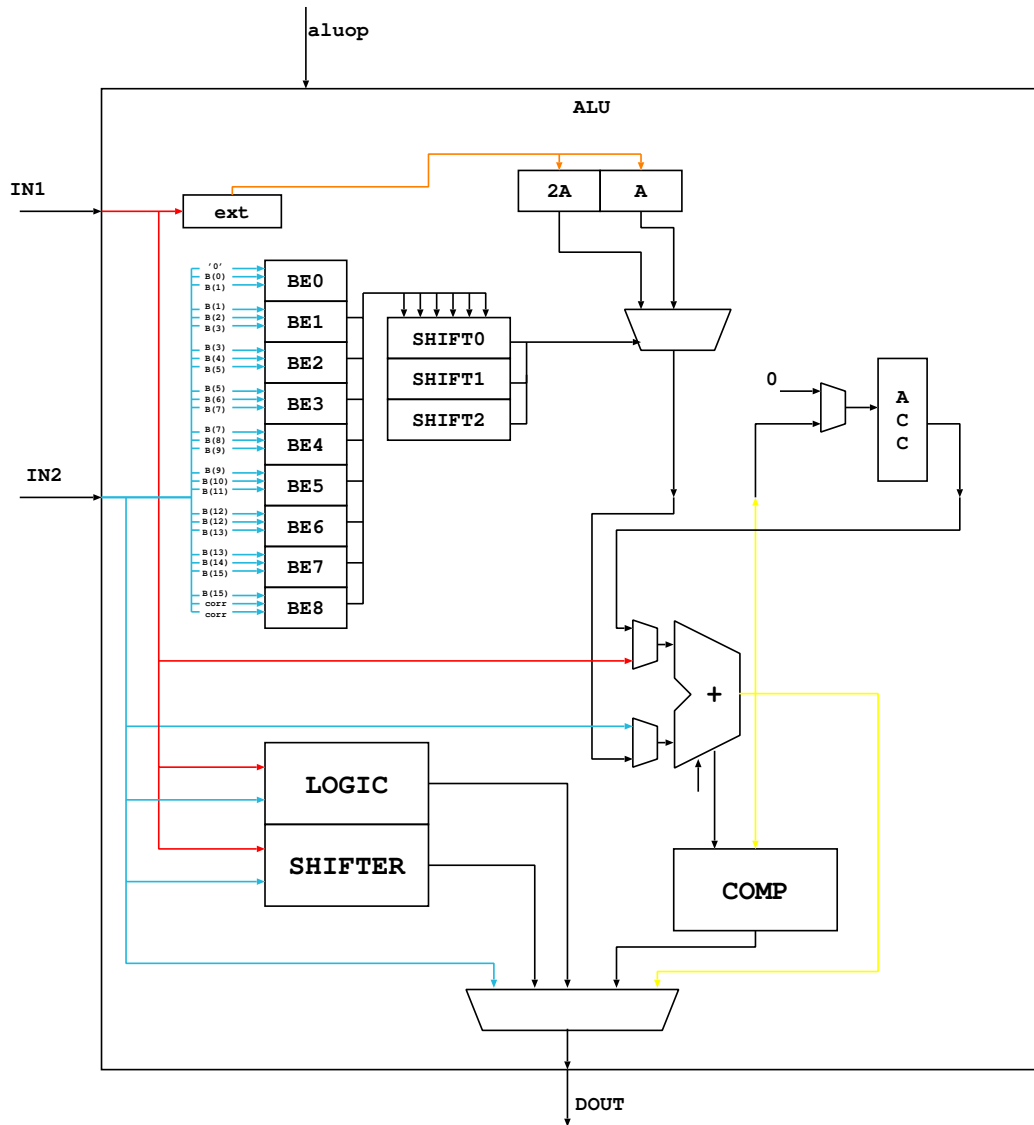 aluop
ALU
IN1
ext
2A
A
'0'
B(0)
B(1)
BE0
B(1)
B(2)
B(3)
BE1
B(3)
B(4)
B(5)
BE2
B(5)
B(6)
B(7)
BE3
B(7)
B(8)
B(9)
BE4
B(9)
B(10)
B(11)
BE5
B(12)
B(12)
B(13)
BE6
B(13)
B(14)
B(15)
BE7
B(15)
corr
corr
BE8
SHIFT0
SHIFT1
SHIFT2
0
A
C
C
IN2
+
LOGIC
SHIFTER
COMP
DOUT